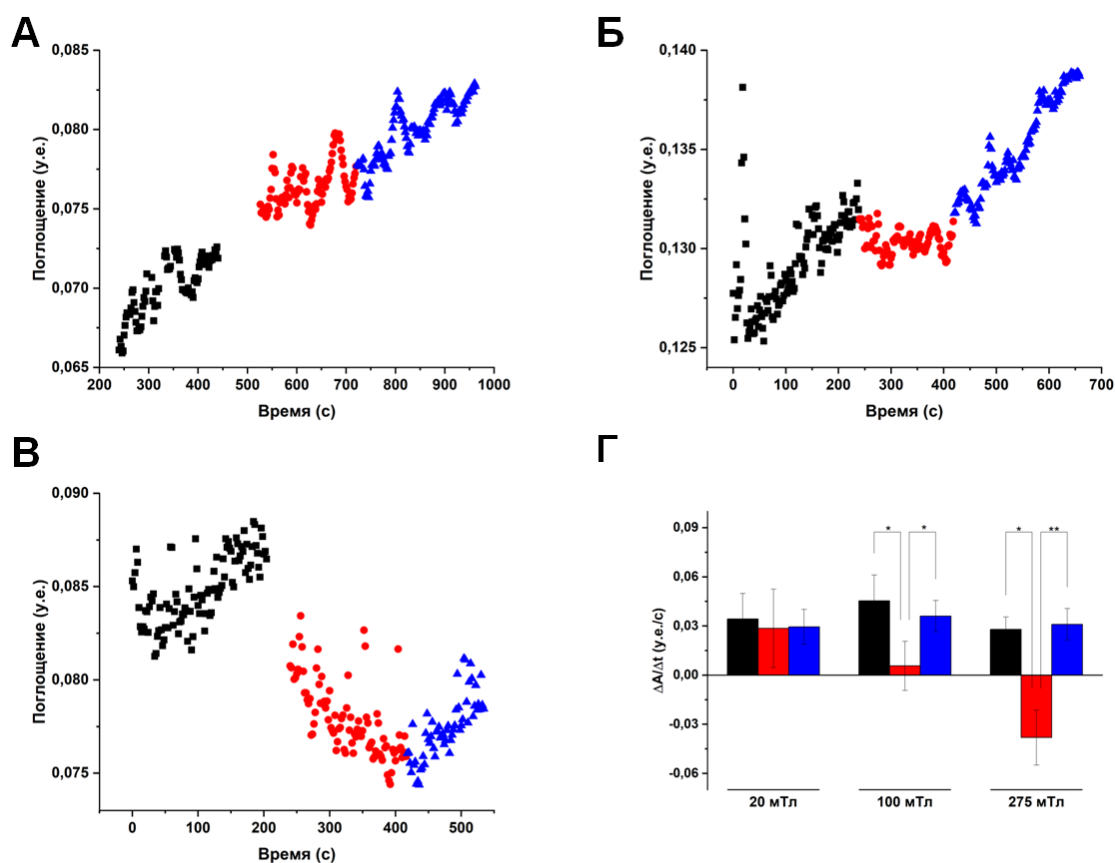 А
0,085
0,080
0,075
0,070
0,065
Поглощение (у.е.)
200 300 400 500 600 700 800 900 1000
Время (с)
Б
0,140
0,135
0,130
0,125
Поглощение (у.е.)
0 100 200 300 400 500 600 700
Время (с)
В
0,090
0,085
0,080
0,075
Поглощение (у.е.)
0 100 200 300 400 500
Время (с)
Г
0,09
0,06
0,03
0,00
-0,03
-0,06
ΔA/Δt (у.е./с)
* * * **
20 мТл 100 мТл 275 мТл